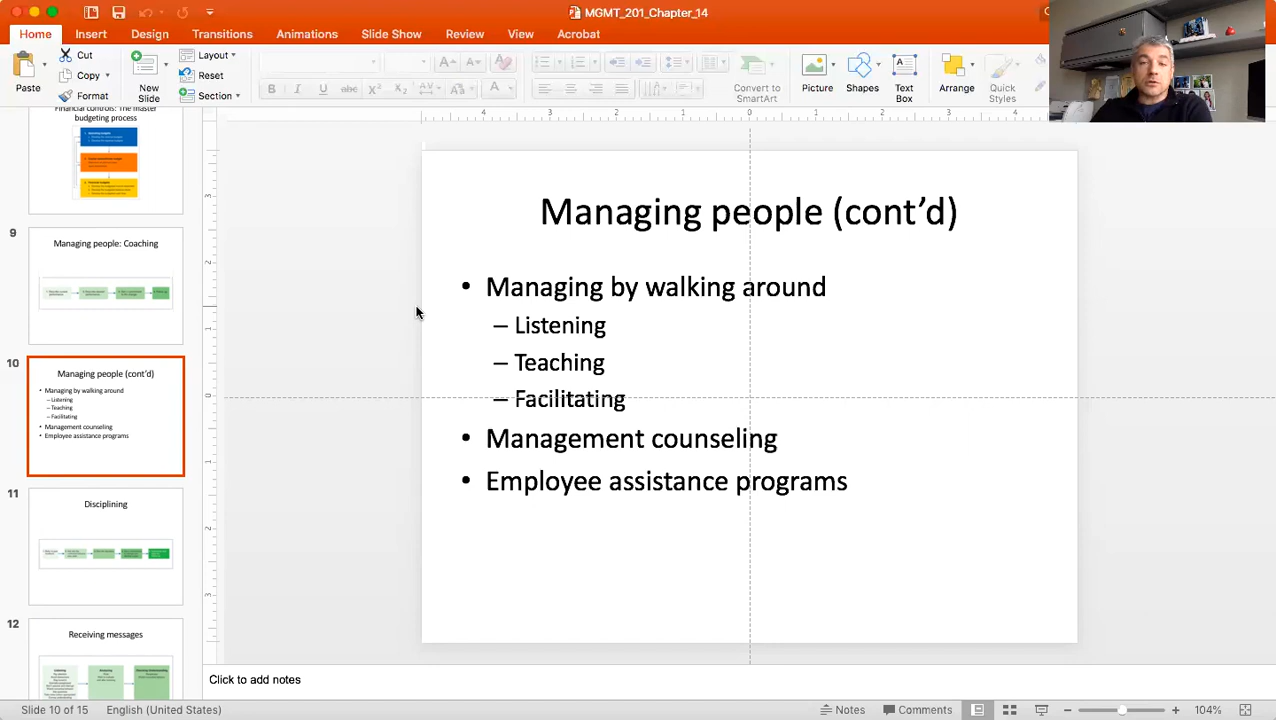 MGMT_201_Chapter_14
Home Insert Design Transitions Animations Slide Show Review View Acrobat
Paste
Cut
Copy
Format
New Slide
Layout
Reset
Section
Convert to SmartArt
Picture
Shapes
Text Box
Arrange
Quick Styles
Financial controls: The master
budgeting process
9
Managing people: Coaching
10
Managing people (cont’d)
• Managing by walking around
– Listening
– Teaching
– Facilitating
• Management counseling
• Employee assistance programs
11
Disciplining
12
Receiving messages
Managing people (cont’d)
• Managing by walking around
– Listening
– Teaching
– Facilitating
• Management counseling
• Employee assistance programs
Click to add notes
Slide 10 of 15 English (United States) Notes Comments 104%